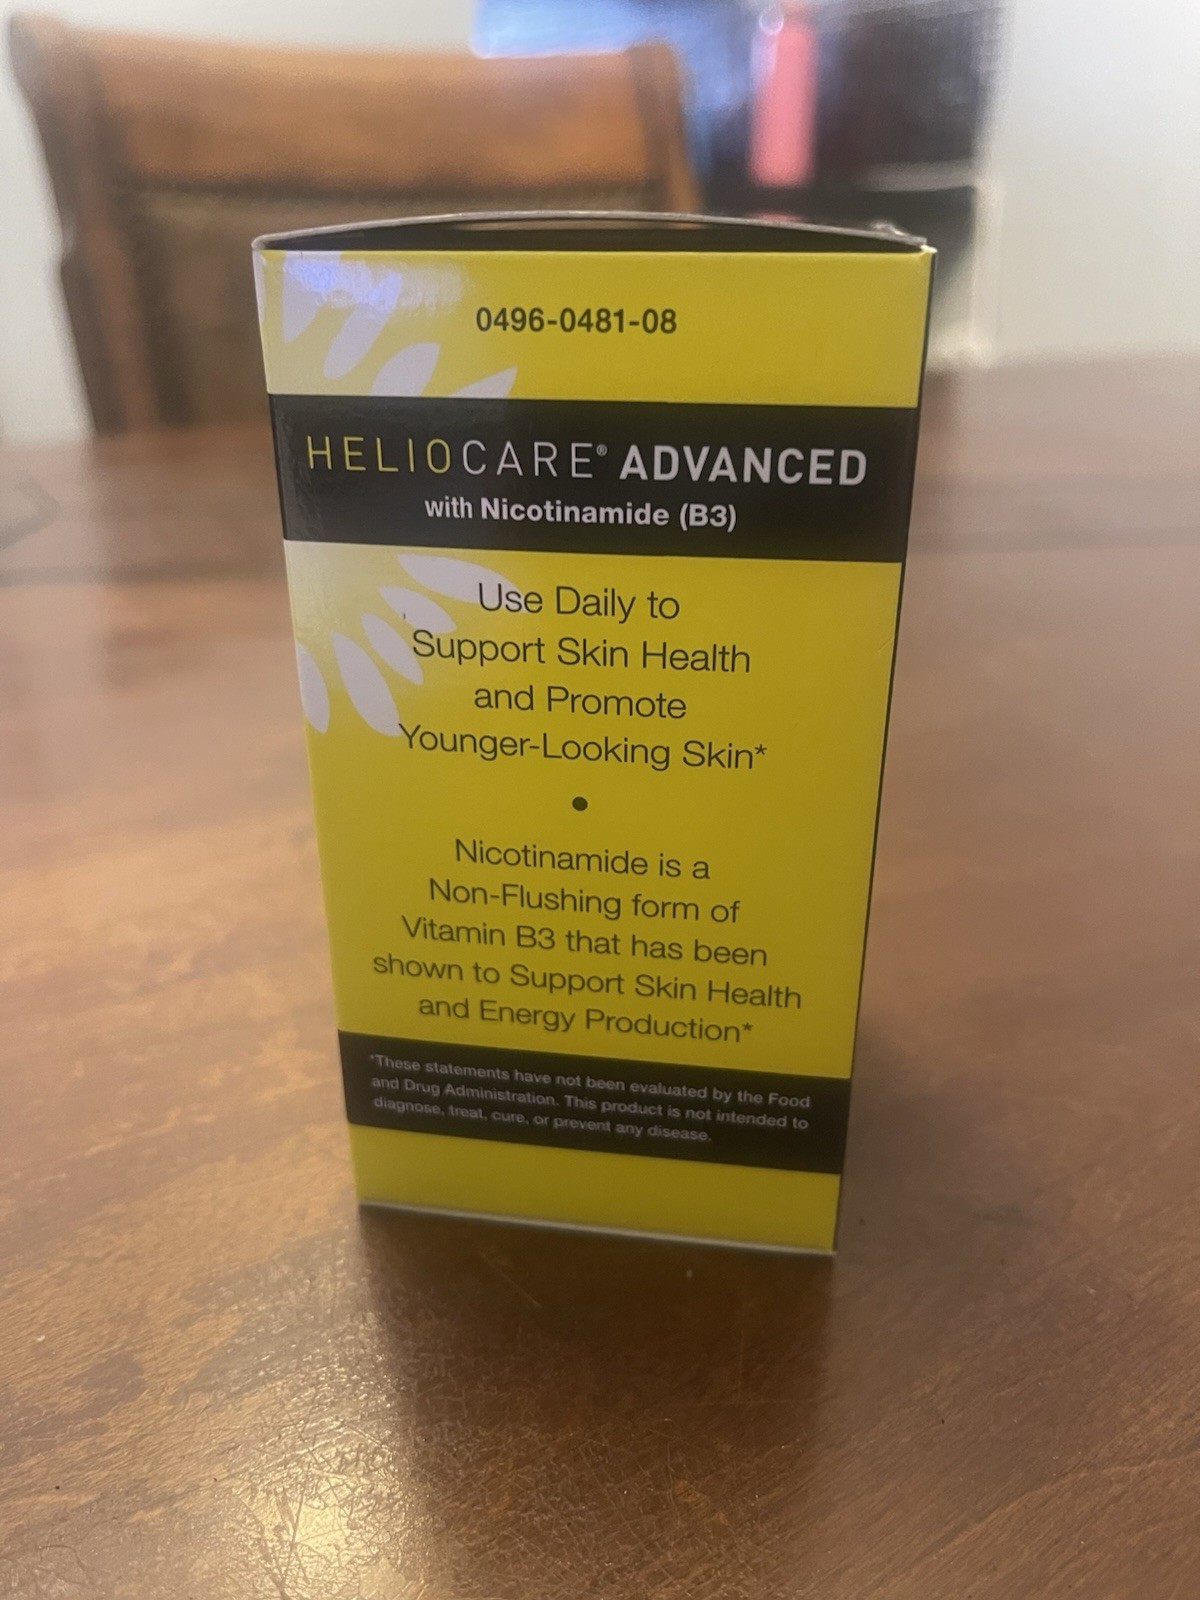 0496-0481-08
HELIOCARE® ADVANCED
with Nicotinamide (B3)
Use Daily to
Support Skin Health
and Promote
Younger-Looking Skin*
•
Nicotinamide is a
Non-Flushing form of
Vitamin B3 that has been
shown to Support Skin Health
and Energy Production*
*These statements have not been evaluated by the Food
and Drug Administration. This product is not intended to
diagnose, treat, cure, or prevent any disease.